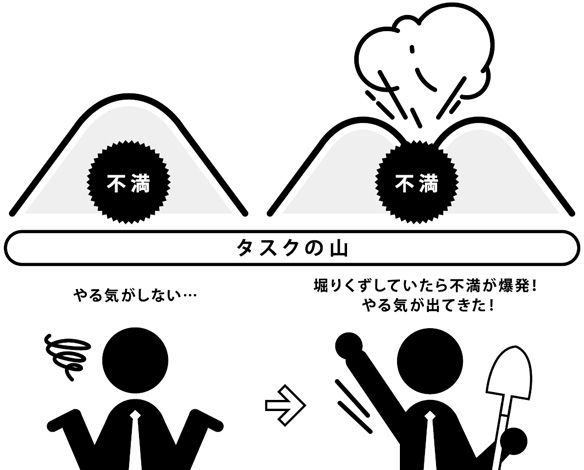 不満
不満
タスクの山
やる気がしない…
堀りくずしていたら不満が爆発!
やる気が出てきた!